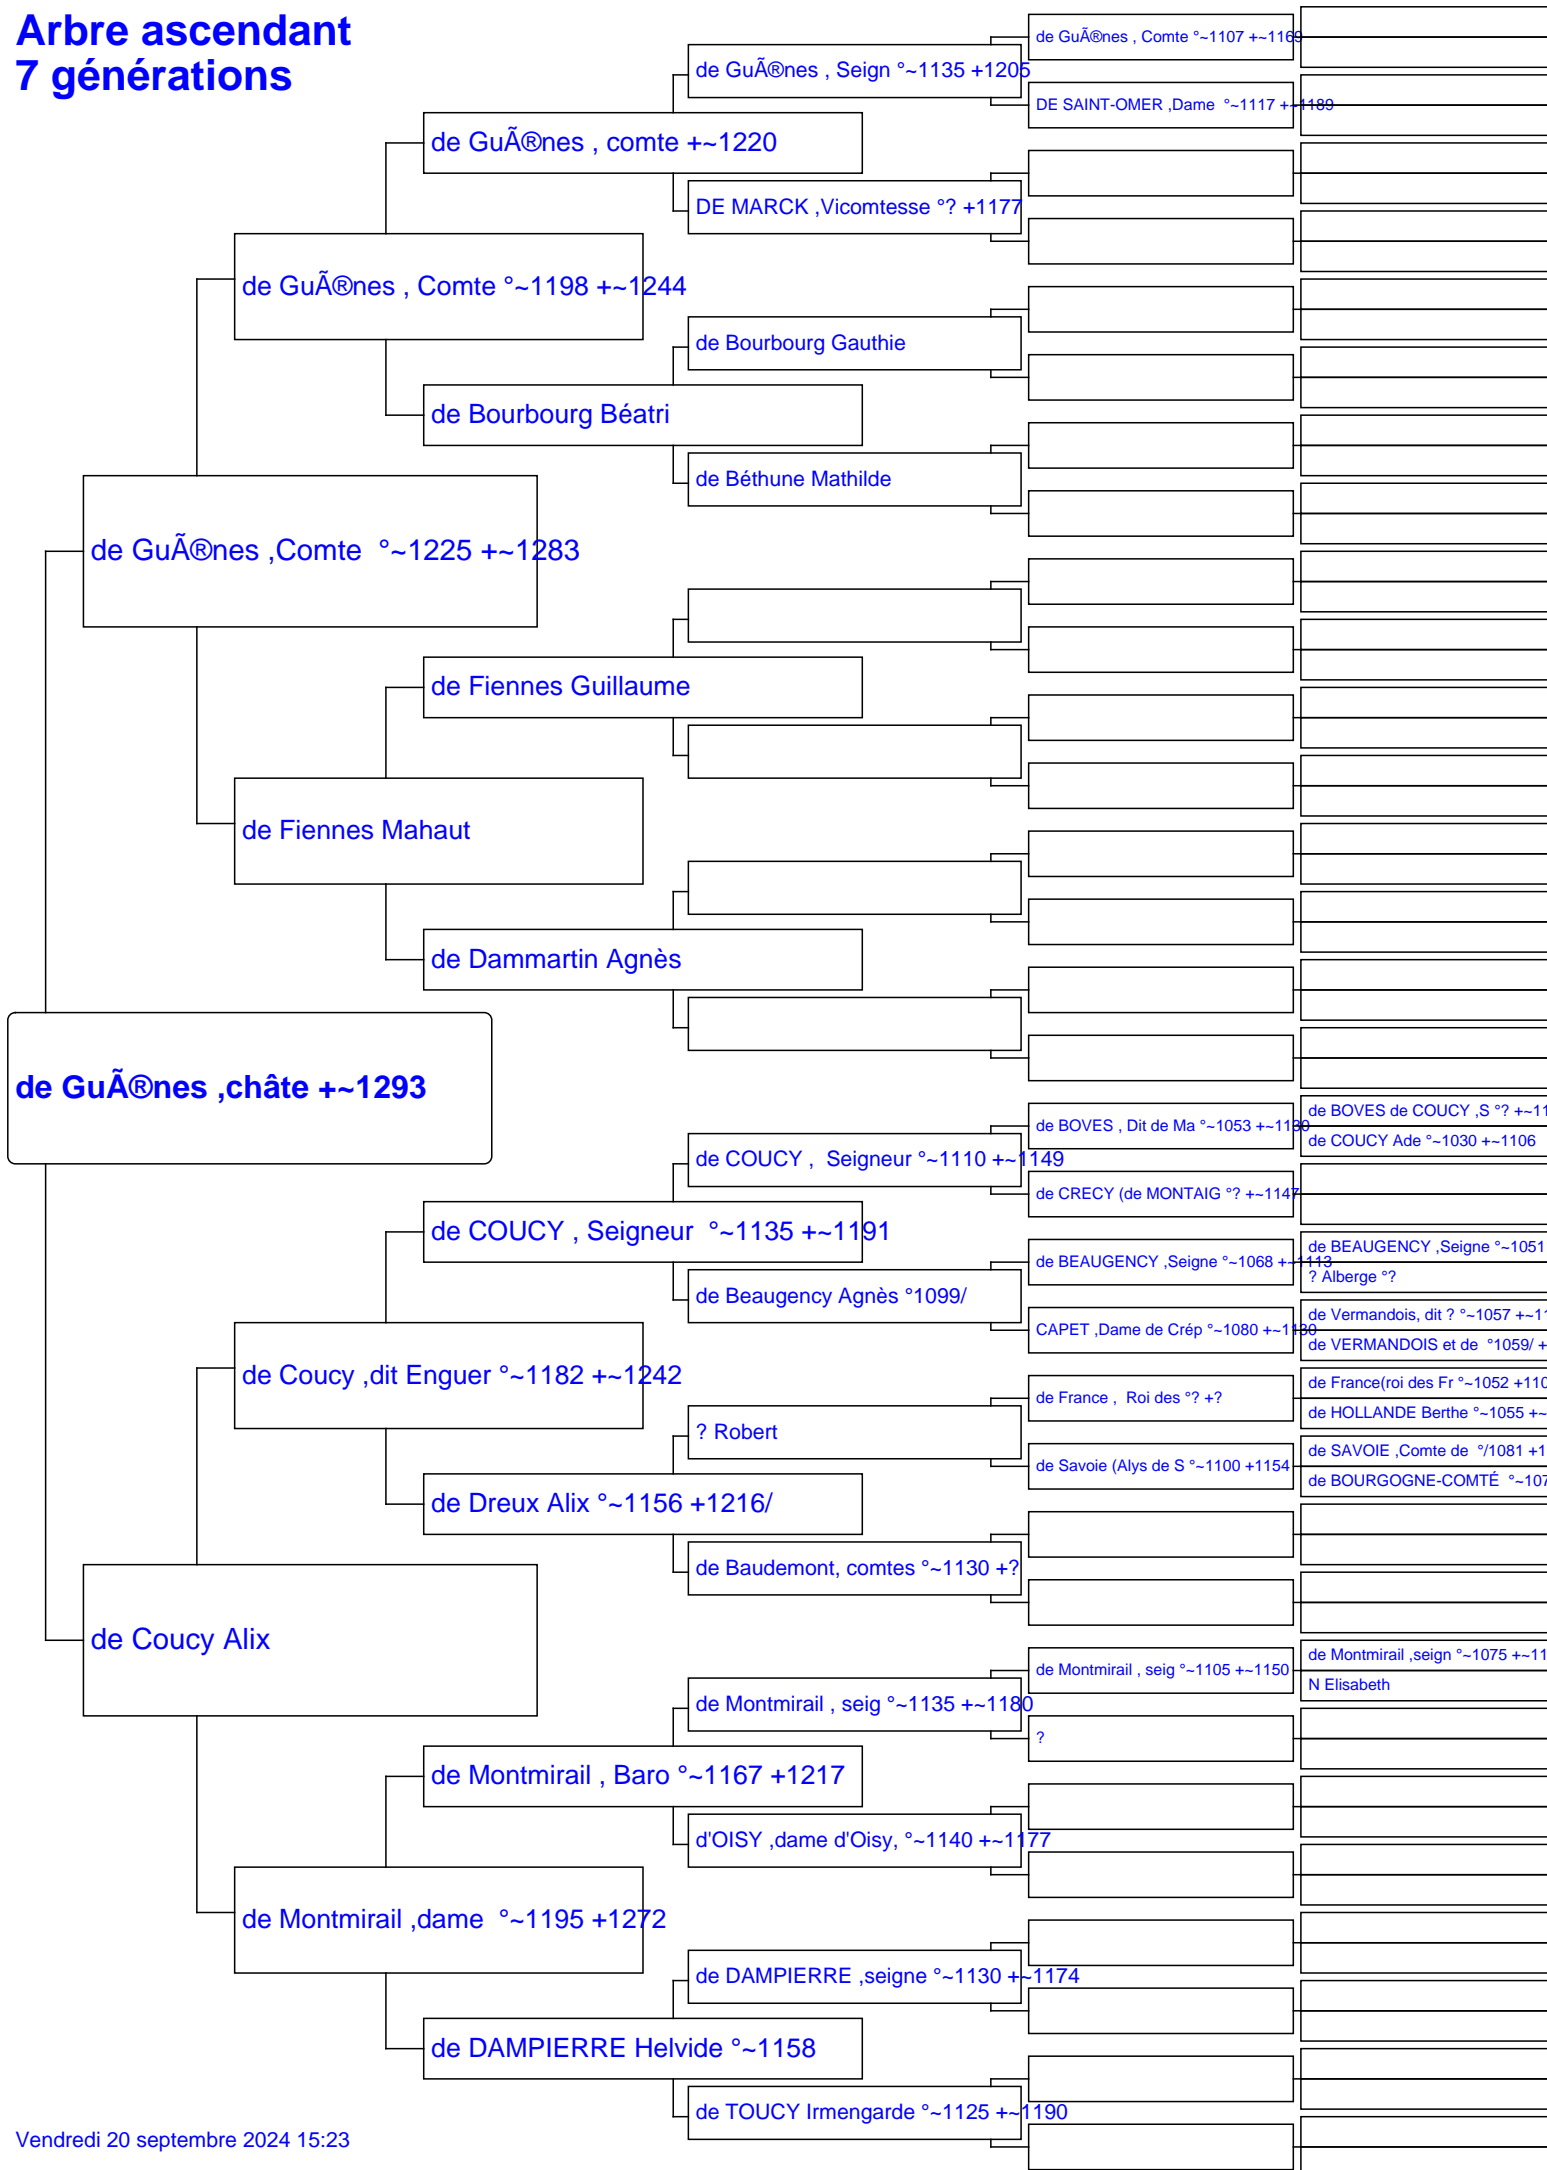 Arbre ascendant
7 générations
de GuÃ®nes , Comte °~1107 +~1169
de GuÃ®nes , Seign °~1135 +1205
DE SAINT-OMER ,Dame  °~1117 +~1189
de GuÃ®nes , comte +~1220
DE MARCK ,Vicomtesse °? +1177
de GuÃ®nes , Comte °~1198 +~1244
de Bourbourg Gauthie
de Bourbourg Béatri
de Béthune Mathilde
de GuÃ®nes ,Comte  °~1225 +~1283
de Fiennes Guillaume
de Fiennes Mahaut
de Dammartin Agnès
de GuÃ®nes ,châte +~1293
de BOVES de COUCY ,S °? +~11
de BOVES , Dit de Ma °~1053 +~1130
de COUCY Ade °~1030 +~1106
de COUCY ,  Seigneur °~1110 +~1149
de CRECY (de MONTAIG °? +~1147
de COUCY , Seigneur  °~1135 +~1191
de BEAUGENCY ,Seigne °~1051
de BEAUGENCY ,Seigne °~1068 +~1113
? Alberge °?
de Beaugency Agnès °1099/
de Vermandois, dit ? °~1057 +~11
CAPET ,Dame de Crép °~1080 +~1130
de VERMANDOIS et de  °1059/ +
de Coucy ,dit Enguer °~1182 +~1242
de France(roi des Fr °~1052 +110
de France ,  Roi des °? +?
de HOLLANDE Berthe °~1055 +~
? Robert
de SAVOIE ,Comte de  °/1081 +1
de Savoie (Alys de S °~1100 +1154
de BOURGOGNE-COMTÉ  °~107
de Dreux Alix °~1156 +1216/
de Baudemont, comtes °~1130 +?
de Coucy Alix
de Montmirail ,seign °~1075 +~11
de Montmirail , seig °~1105 +~1150
N Elisabeth
de Montmirail , seig °~1135 +~1180
?
de Montmirail , Baro °~1167 +1217
d'OISY ,dame d'Oisy, °~1140 +~1177
de Montmirail ,dame  °~1195 +1272
de DAMPIERRE ,seigne °~1130 +~1174
de DAMPIERRE Helvide °~1158
de TOUCY Irmengarde °~1125 +~1190
Vendredi 20 septembre 2024 15:23